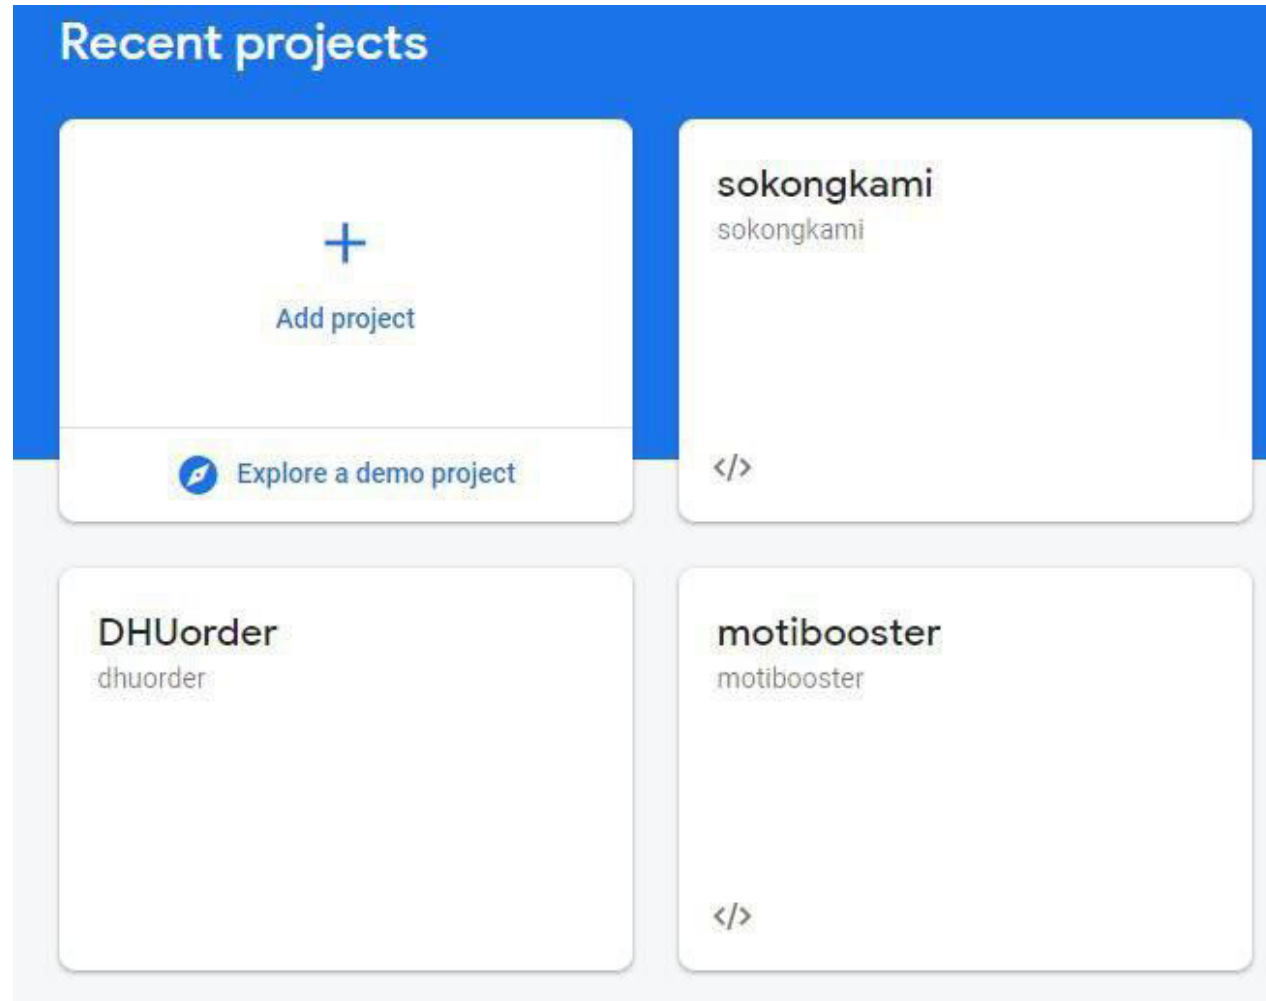 Recent projects
Add project
Explore a demo project
sokongkami
sokongkami
</>
DHUorder
dhuorder
motibooster
motibooster
</>